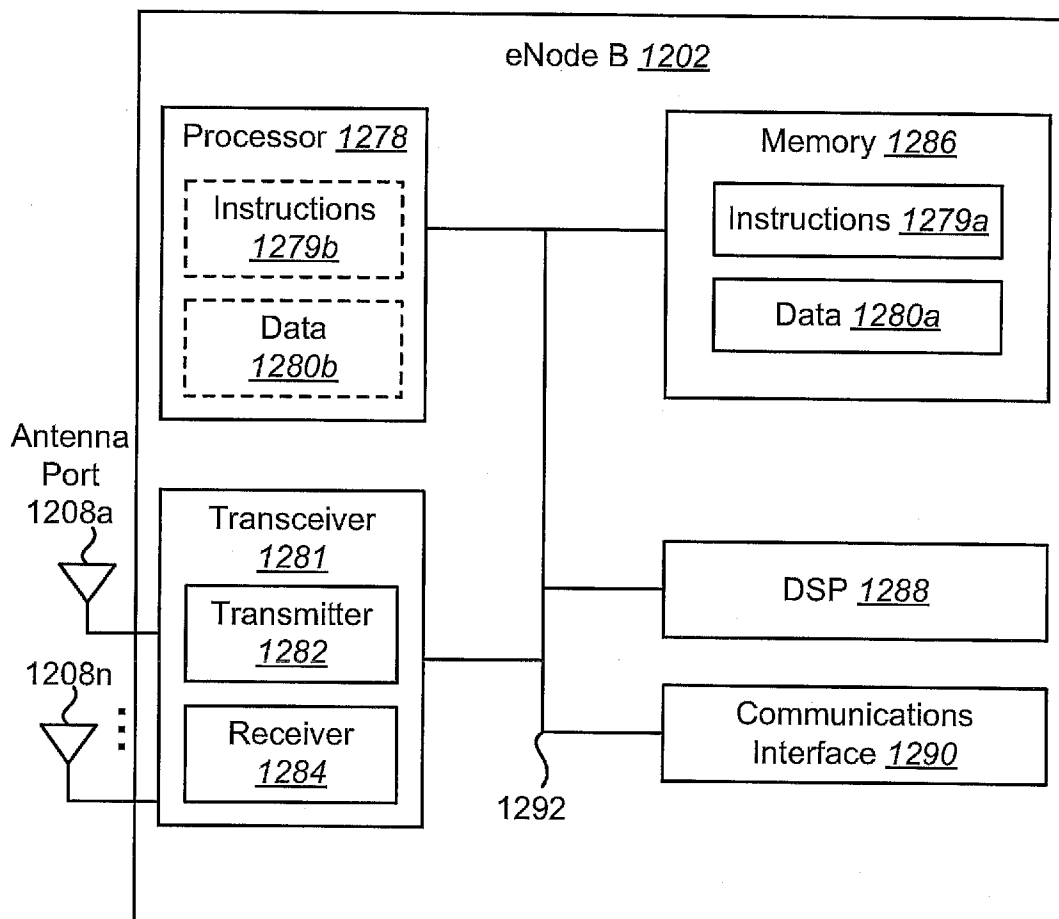 eNode B 1202
Processor 1278
Instructions
1279b
Data
1280b
Memory 1286
Instructions 1279a
Data 1280a
Antenna
Port
1208a
1208n
Transceiver
1281
Transmitter
1282
Receiver
1284
DSP 1288
Communications
Interface 1290
1292